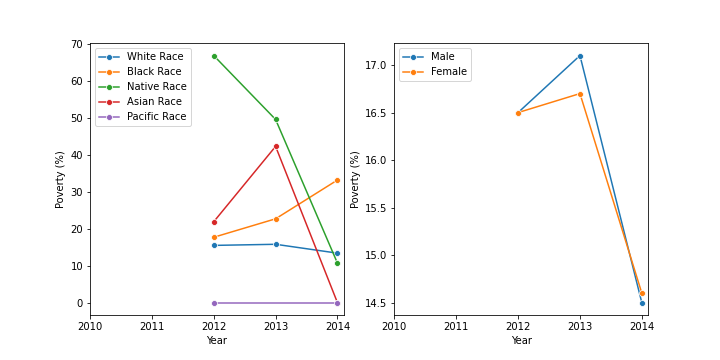 White Race
Black Race
Native Race
Asian Race
Pacific Race
70
60
50
40
30
20
10
0
Poverty (%)
2010 2011 2012 2013 2014
Year
Male
Female
17.0
16.5
16.0
15.5
15.0
14.5
Poverty (%)
2010 2011 2012 2013 2014
Year